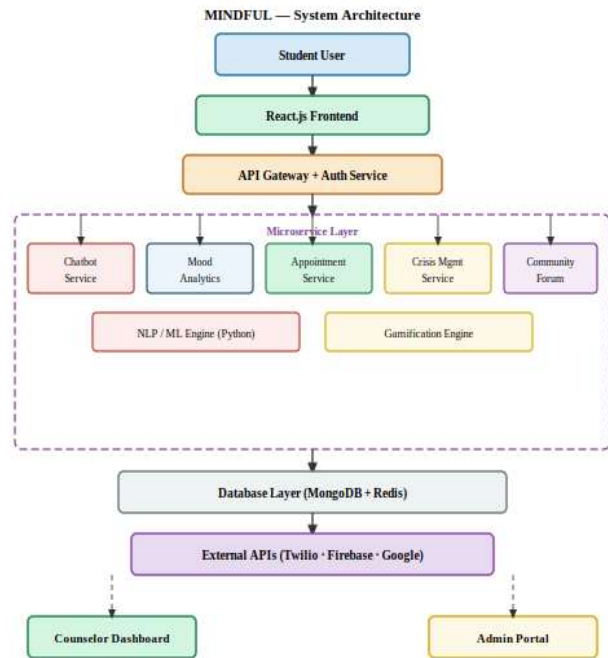 MINDFUL — System Architecture
Student User
React.js Frontend
API Gateway + Auth Service
Microservice Layer
Chatbot
Service
Mood
Analytics
Appointment
Service
Crisis Mgmt
Service
Community
Forum
NLP / ML Engine (Python)
Gamification Engine
Database Layer (MongoDB + Redis)
External APIs (Twilio · Firebase · Google)
Counselor Dashboard
Admin Portal